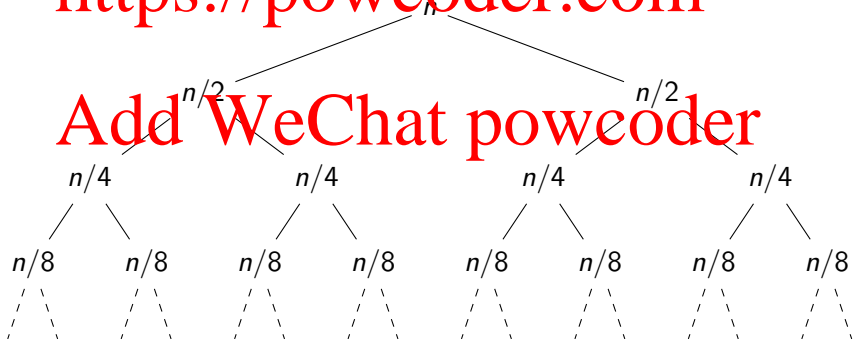 https://powcoder.com
n
n/2 n/2
Add WeChat powcoder
n/4 n/4 n/4 n/4
n/8 n/8 n/8 n/8 n/8 n/8 n/8 n/8